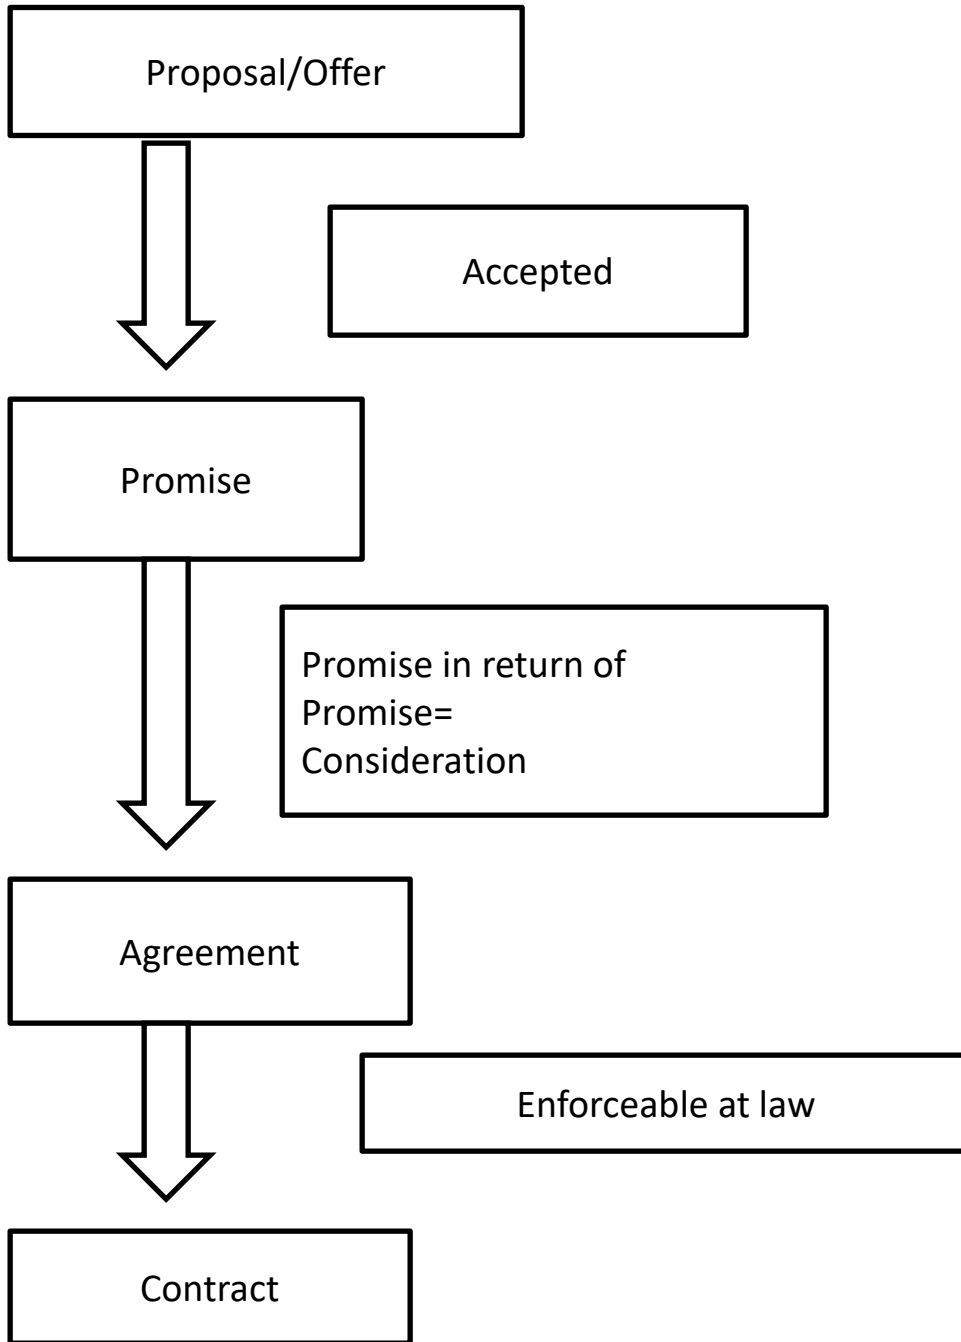 Proposal/Offer
Accepted
Promise
Promise in return of
Promise=
Consideration
Agreement
Enforceable at law
Contract